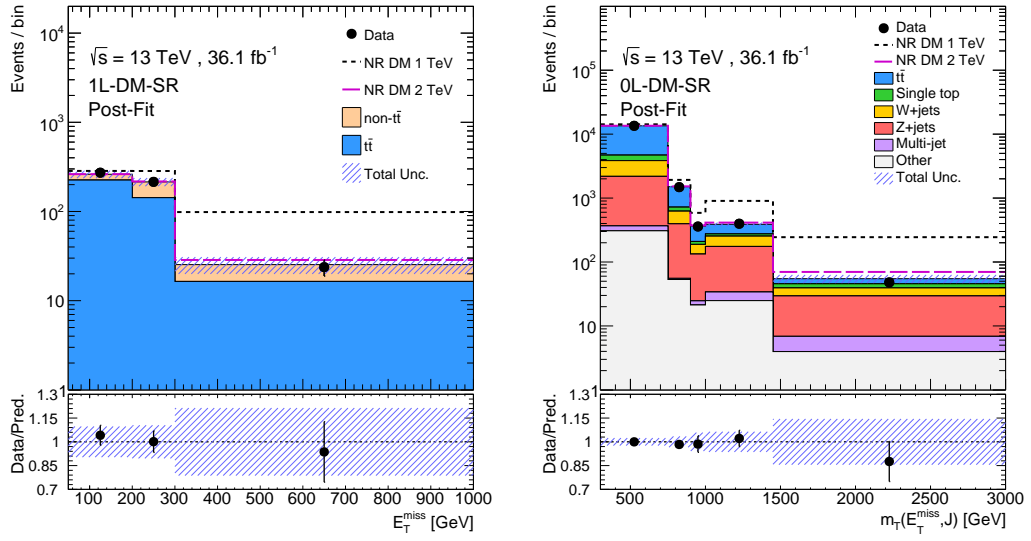 Events / bin
10⁴
10³
10²
10
1
√s = 13 TeV , 36.1 fb⁻¹
1L-DM-SR
Post-Fit
Data
NR DM 1 TeV
NR DM 2 TeV
non-tt̄
tt̄
Total Unc.
Data/Pred.
1.3
1.15
1
0.85
0.7
100 200 300 400 500 600 700 800 900 1000
E_T^miss [GeV]
Events / bin
10⁵
10⁴
10³
10²
10
1
√s = 13 TeV , 36.1 fb⁻¹
0L-DM-SR
Post-Fit
Data
NR DM 1 TeV
NR DM 2 TeV
tt̄
Single top
W+jets
Z+jets
Multi-jet
Other
Total Unc.
Data/Pred.
1.3
1.15
1
0.85
0.7
500 1000 1500 2000 2500 3000
m_T(E_T^miss,J) [GeV]